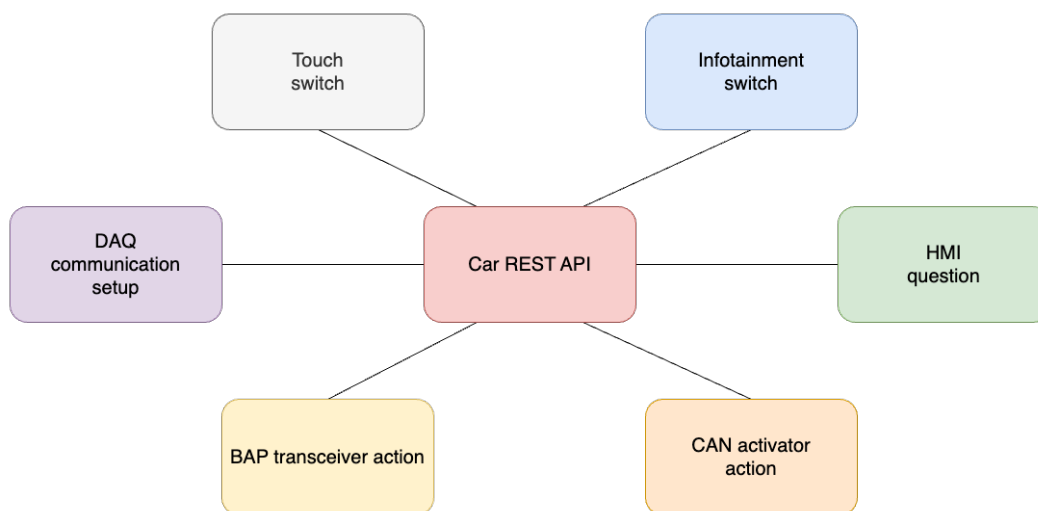 Touch
switch
Infotainment
switch
DAQ
communication
setup
Car REST API
HMI
question
BAP transceiver action
CAN activator
action